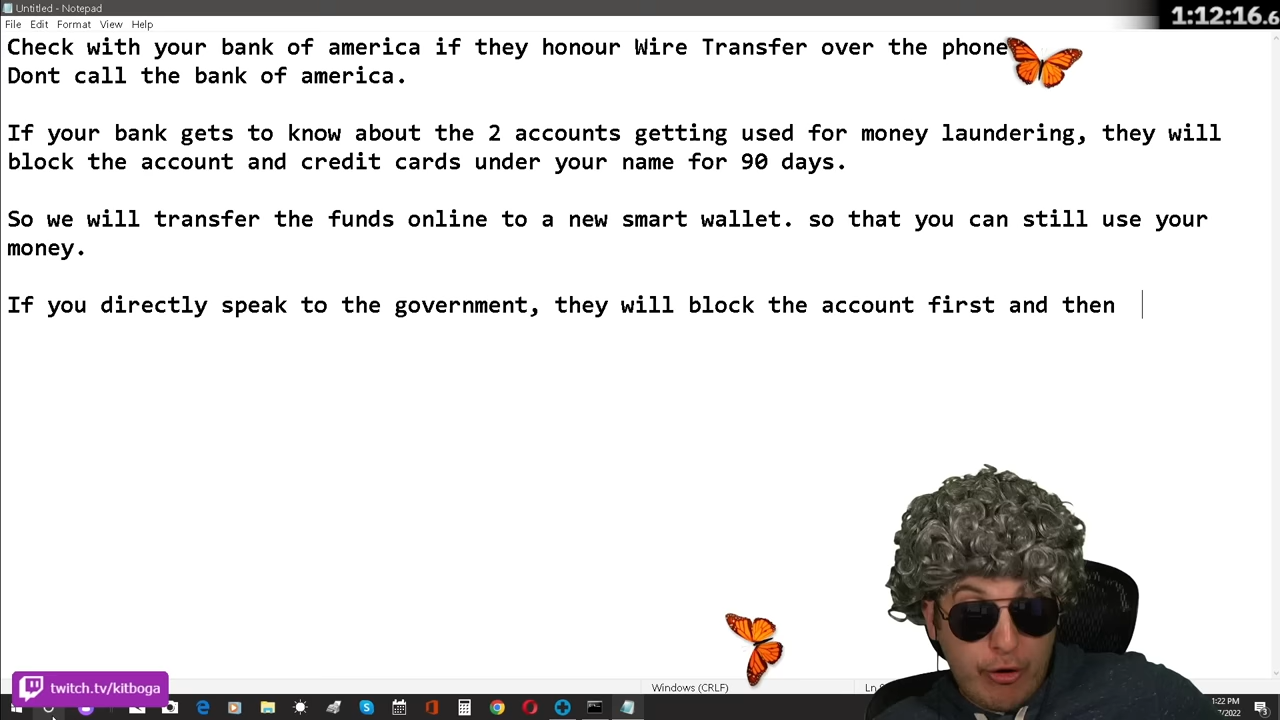 Untitled - Notepad
1:12:16.6
File Edit Format View Help
Check with your bank of america if they honour Wire Transfer over the phone
Dont call the bank of america.
If your bank gets to know about the 2 accounts getting used for money laundering, they will
block the account and credit cards under your name for 90 days.
So we will transfer the funds online to a new smart wallet. so that you can still use your
money.
If you directly speak to the government, they will block the account first and then
twitch.tv/kitboga
Windows (CRLF)
Ln
1:22 PM
/2022